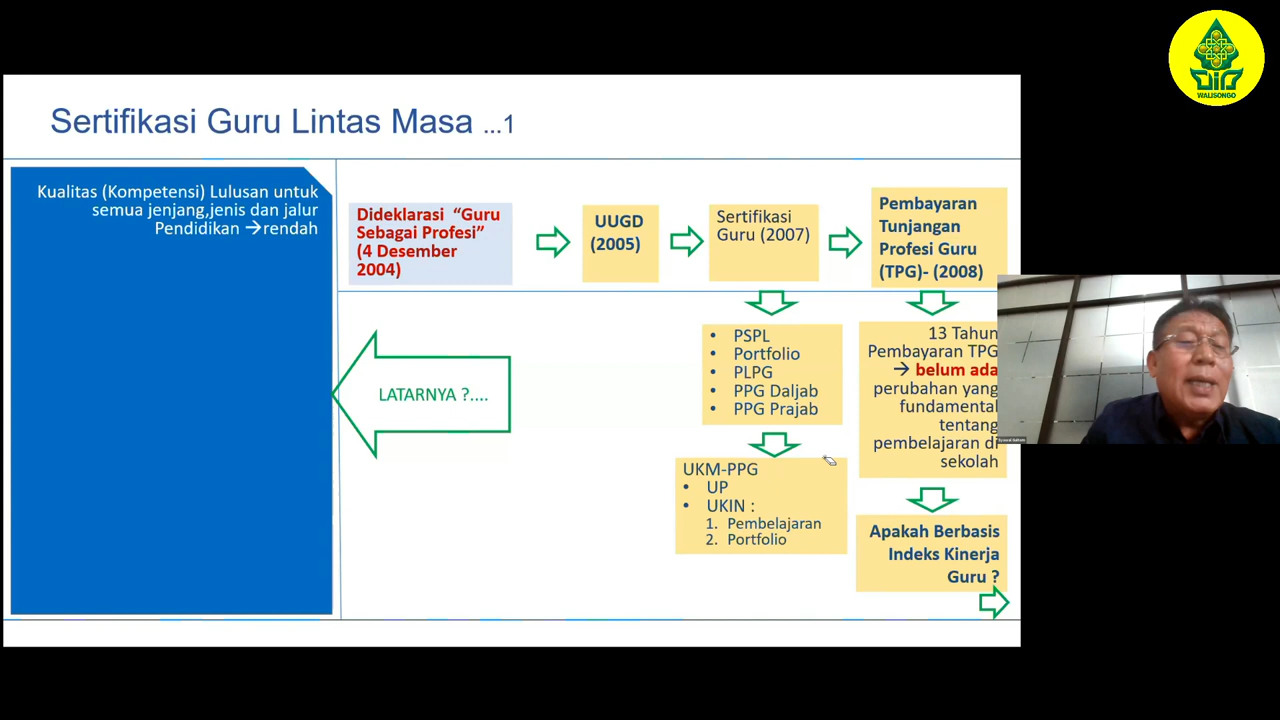 WALISONGO
Sertifikasi Guru Lintas Masa ...1
Kualitas (Kompetensi) Lulusan untuk
semua jenjang,jenis dan jalur
Pendidikan →rendah
Dideklarasi “Guru
Sebagai Profesi”
(4 Desember
2004)
UUGD
(2005)
Sertifikasi
Guru (2007)
Pembayaran
Tunjangan
Profesi Guru
(TPG)- (2008)
LATARNYA ?....
• PSPL
• Portfolio
• PLPG
• PPG Daljab
• PPG Prajab
13 Tahun
Pembayaran TPG
→ belum ada
perubahan yang
fundamental
tentang
pembelajaran di
sekolah
UKM-PPG
• UP
• UKIN :
1. Pembelajaran
2. Portfolio
Apakah Berbasis
Indeks Kinerja
Guru ?